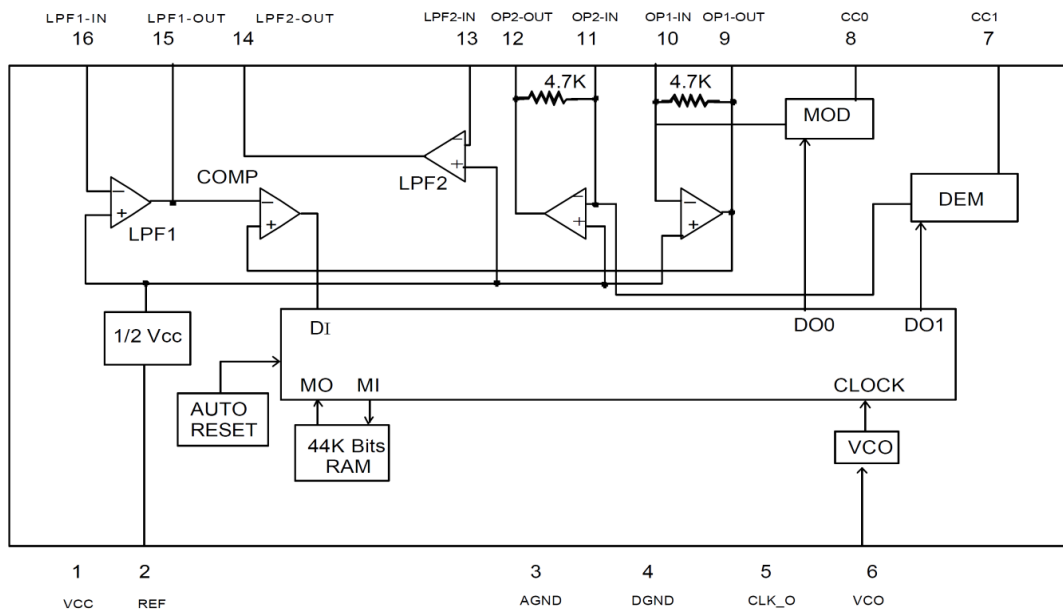 LPF1-IN LPF1-OUT LPF2-OUT LPF2-IN OP2-OUT OP2-IN OP1-IN OP1-OUT CC0 CC1
16 15 14 13 12 11 10 9 8 7
4.7K 4.7K
MOD
COMP
LPF2
DEM
LPF1
1/2 Vcc
DI DO0 DO1
MO MI CLOCK
AUTO
RESET
44K Bits
RAM
VCO
1 2 3 4 5 6
VCC REF AGND DGND CLK_O VCO